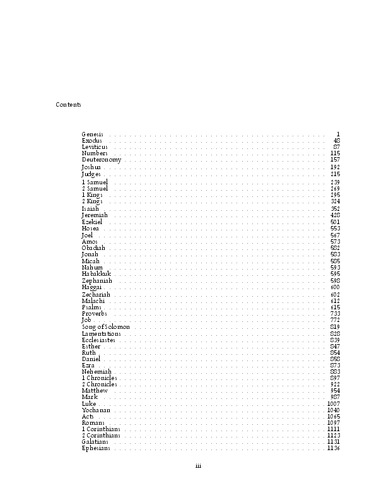 Contents
Genesis 1
Exodus 48
Leviticus 87
Numbers 115
Deuteronomy 157
Joshua 192
Judges 215
1 Samuel 239
2 Samuel 269
1 Kings 295
2 Kings 324
Isaiah 352
Jeremiah 428
Ezekiel 501
Hosea 553
Joel 567
Amos 573
Obadiah 582
Jonah 583
Micah 585
Nahum 593
Habakkuk 595
Zephaniah 598
Haggai 600
Zechariah 602
Malachi 612
Psalms 615
Proverbs 733
Job 772
Song of Solomon 819
Lamentations 828
Ecclesiastes 839
Esther 847
Ruth 854
Daniel 858
Ezra 873
Nehemiah 883
1 Chronicles 897
2 Chronicles 922
Matthew 954
Mark 987
Luke 1007
Yochanan 1040
Acts 1065
Romans 1097
1 Corinthians 1111
2 Corinthians 1123
Galatians 1131
Ephesians 1136
iii